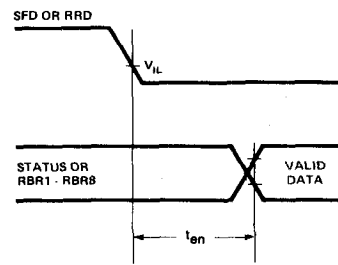 SFD OR RRD
VIL
STATUS OR
RBR1 - RBR8
VALID
DATA
ten